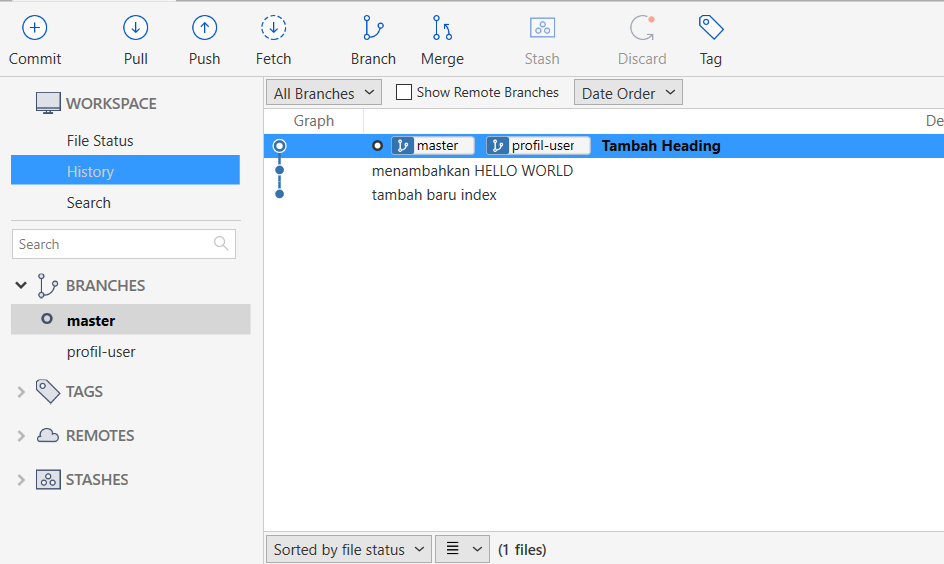 Commit Pull Push Fetch Branch Merge Stash Discard Tag
WORKSPACE
File Status
History
Search
Search
BRANCHES
master
profil-user
TAGS
REMOTES
STASHES
All Branches Show Remote Branches Date Order
Graph De
master profil-user Tambah Heading
menambahkan HELLO WORLD
tambah baru index
Sorted by file status (1 files)